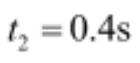 t₂ = 0.4s